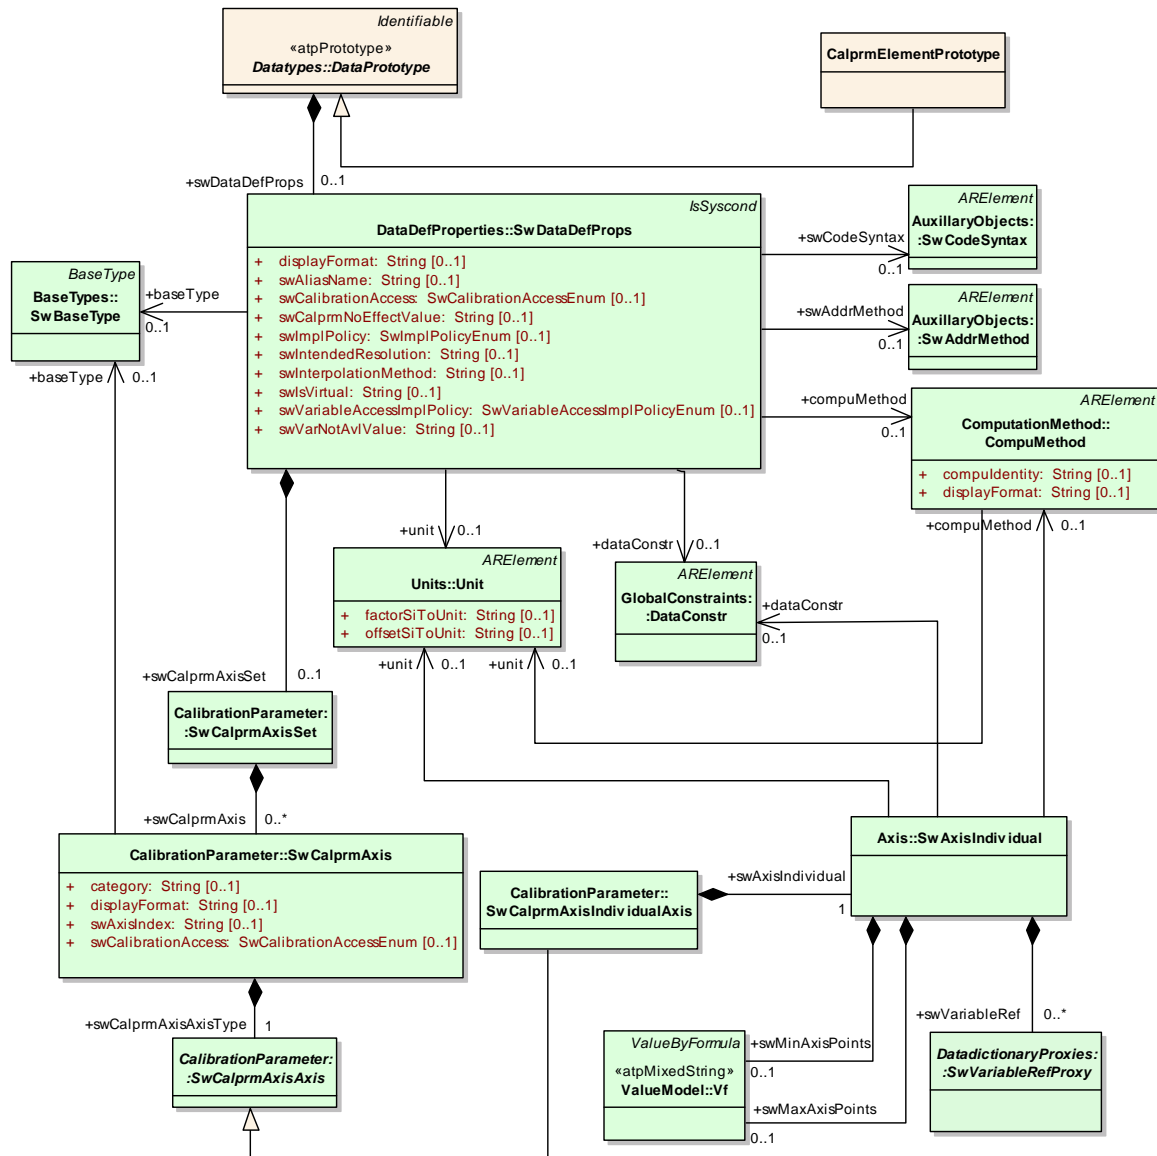 Identifiable
«atpPrototype»
Datatypes::DataPrototype
CalprmElementPrototype
+swDataDefProps
0..1
IsSyscond
DataDefProperties::SwDataDefProps
+ displayFormat: String [0..1]
+ swAliasName: String [0..1]
+ swCalibrationAccess: SwCalibrationAccessEnum [0..1]
+ swCalprmNoEffectValue: String [0..1]
+ swImplPolicy: SwImplPolicyEnum [0..1]
+ swIntendedResolution: String [0..1]
+ swInterpolationMethod: String [0..1]
+ swIsVirtual: String [0..1]
+ swVariableAccessImplPolicy: SwVariableAccessImplPolicyEnum [0..1]
+ swVarNotAvlValue: String [0..1]
+swCodeSyntax
0..1
ARElement
AuxillaryObjects:
:SwCodeSyntax
BaseType
BaseTypes::
SwBaseType
+baseType
0..1
+swAddrMethod
0..1
ARElement
AuxillaryObjects:
:SwAddrMethod
+baseType
0..1
+compuMethod
0..1
ARElement
ComputationMethod::
CompuMethod
+ compuIdentity: String [0..1]
+ displayFormat: String [0..1]
+compuMethod
0..1
+unit
0..1
+dataConstr
0..1
ARElement
Units::Unit
+ factorSiToUnit: String [0..1]
+ offsetSiToUnit: String [0..1]
ARElement
GlobalConstraints:
:DataConstr
+dataConstr
0..1
+unit
0..1
+unit
0..1
+swCalprmAxisSet
0..1
CalibrationParameter:
:SwCalprmAxisSet
+swCalprmAxis
0..*
CalibrationParameter::SwCalprmAxis
+ category: String [0..1]
+ displayFormat: String [0..1]
+ swAxisIndex: String [0..1]
+ swCalibrationAccess: SwCalibrationAccessEnum [0..1]
Axis::SwAxisIndividual
CalibrationParameter::
SwCalprmAxisIndividualAxis
+swAxisIndividual
1
+swCalprmAxisAxisType
1
CalibrationParameter:
:SwCalprmAxisAxis
ValueByFormula
«atpMixedString»
ValueModel::Vf
+swMinAxisPoints
0..1
+swMaxAxisPoints
0..1
+swVariableRef
0..*
DatadictionaryProxies:
:SwVariableRefProxy